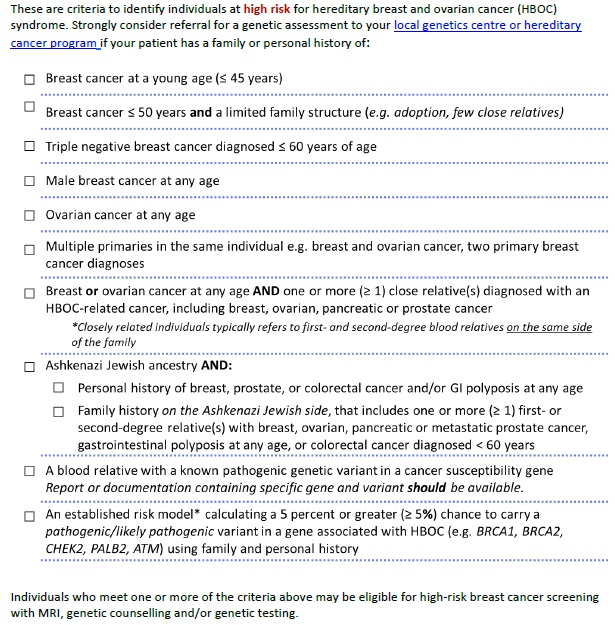 These are criteria to identify individuals at high risk for hereditary breast and ovarian cancer (HBOC)
syndrome. Strongly consider referral for a genetic assessment to your local genetics centre or hereditary
cancer program if your patient has a family or personal history of:
☐ Breast cancer at a young age (≤ 45 years)
☐ Breast cancer ≤ 50 years and a limited family structure (e.g. adoption, few close relatives)
☐ Triple negative breast cancer diagnosed ≤ 60 years of age
☐ Male breast cancer at any age
☐ Ovarian cancer at any age
☐ Multiple primaries in the same individual e.g. breast and ovarian cancer, two primary breast
cancer diagnoses
☐ Breast or ovarian cancer at any age AND one or more (≥ 1) close relative(s) diagnosed with an
HBOC-related cancer, including breast, ovarian, pancreatic or prostate cancer
*Closely related individuals typically refers to first- and second-degree blood relatives on the same side
of the family
☐ Ashkenazi Jewish ancestry AND:
☐ Personal history of breast, prostate, or colorectal cancer and/or GI polyposis at any age
☐ Family history on the Ashkenazi Jewish side, that includes one or more (≥ 1) first- or
second-degree relative(s) with breast, ovarian, pancreatic or metastatic prostate cancer,
gastrointestinal polyposis at any age, or colorectal cancer diagnosed < 60 years
☐ A blood relative with a known pathogenic genetic variant in a cancer susceptibility gene
Report or documentation containing specific gene and variant should be available.
☐ An established risk model* calculating a 5 percent or greater (≥ 5%) chance to carry a
pathogenic/likely pathogenic variant in a gene associated with HBOC (e.g. BRCA1, BRCA2,
CHEK2, PALB2, ATM) using family and personal history
Individuals who meet one or more of the criteria above may be eligible for high-risk breast cancer screening
with MRI, genetic counselling and/or genetic testing.